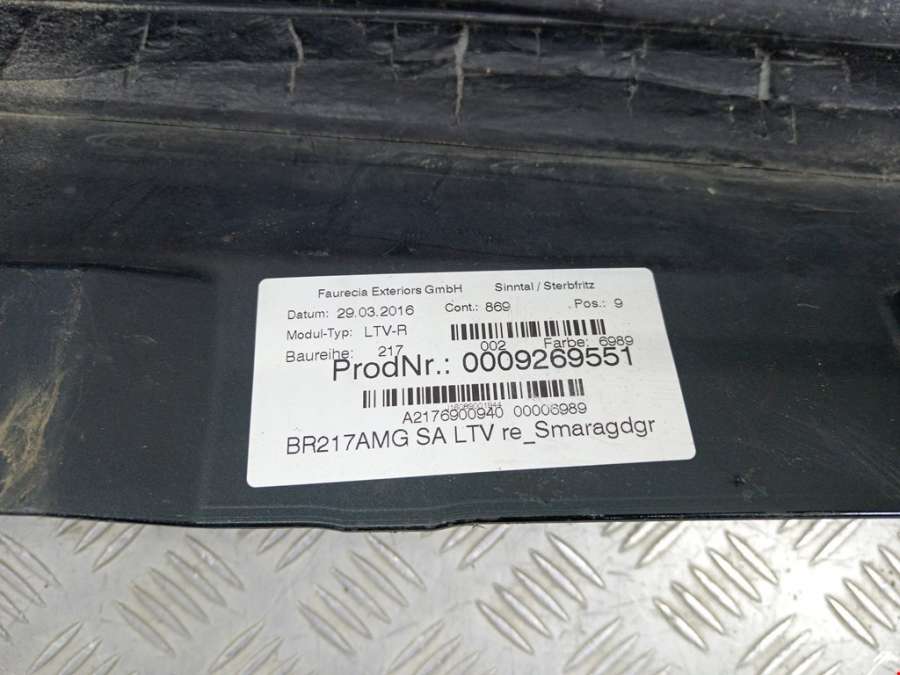 Faurecia Exteriors GmbH Sinntal / Sterbfritz
Datum: 29.03.2016 Cont.: 869 Pos.: 9
Modul-Typ: LTV-R
Baureihe: 217 002 Farbe: 6989
ProdNr.: 0009269551
A2176900940 00006989
BR217AMG SA LTV re_Smaragdgr